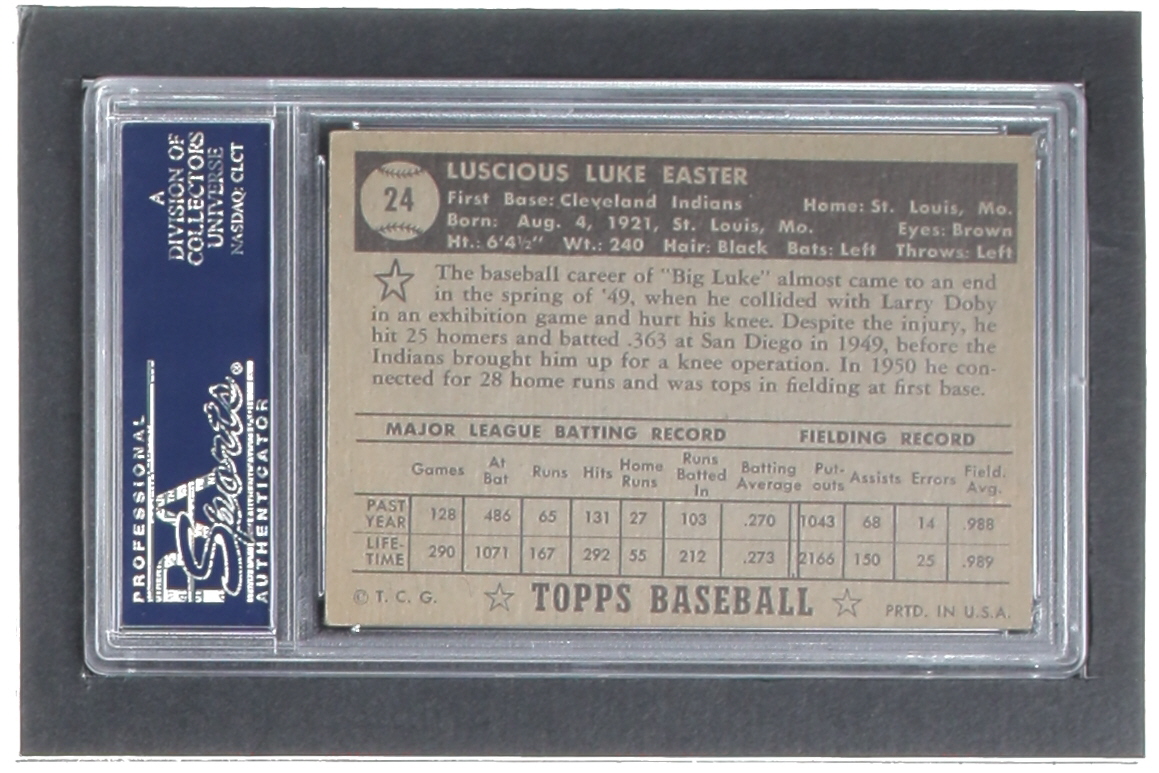 A
DIVISION OF
COLLECTORS
UNIVERSE
NASDAQ: CLCT
PROFESSIONAL
PSA
Sports
®
AUTHENTICATOR
24
LUSCIOUS LUKE EASTER
First Base: Cleveland Indians Home: St. Louis, Mo.
Born: Aug. 4, 1921, St. Louis, Mo. Eyes: Brown
Ht.: 6'4½" Wt.: 240 Hair: Black Bats: Left Throws: Left
The baseball career of "Big Luke" almost came to an end
in the spring of '49, when he collided with Larry Doby
in an exhibition game and hurt his knee. Despite the injury, he
hit 25 homers and batted .363 at San Diego in 1949, before the
Indians brought him up for a knee operation. In 1950 he con-
nected for 28 home runs and was tops in fielding at first base.
MAJOR LEAGUE BATTING RECORD FIELDING RECORD
Games At Bat Runs Hits Home Runs Runs Batted In Batting Average Put-outs Assists Errors Field. Avg.
PAST YEAR 128 486 65 131 27 103 .270 1043 68 14 .988
LIFE-TIME 290 1071 167 292 55 212 .273 2166 150 25 .989
© T. C. G. TOPPS BASEBALL PRTD. IN U.S.A.